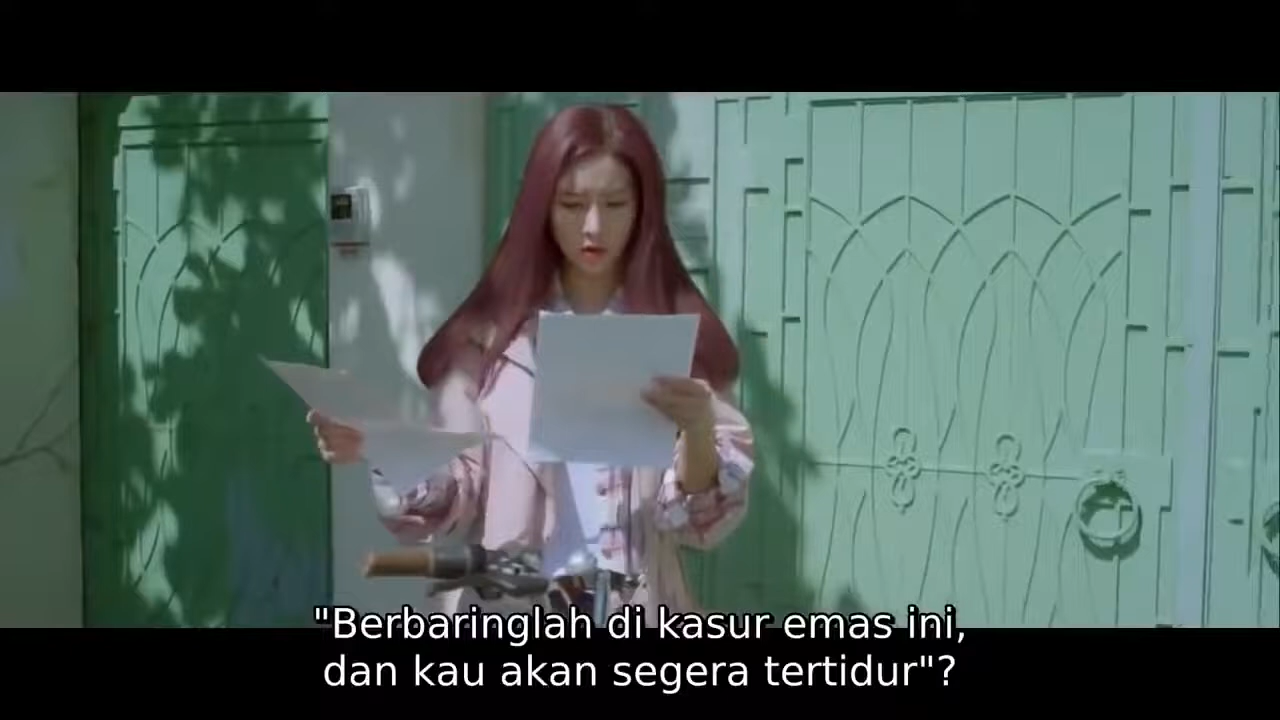 "Berbaringlah di kasur emas ini,
dan kau akan segera tertidur"?